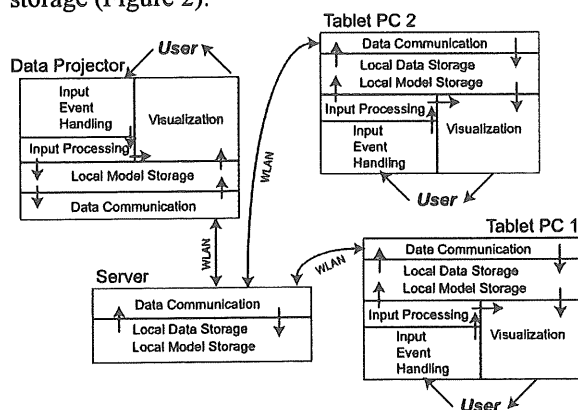 storage (Figure 2).
Tablet PC 2
User
Data Projector
Data Communication
Local Data Storage
Local Model Storage
Input Processing
Input
Event
Handling
Visualization
User
Input
Event
Handling
Visualization
Input Processing
Local Model Storage
Data Communication
WLAN
WLAN
WLAN
Server
Data Communication
Local Data Storage
Local Model Storage
Tablet PC 1
Data Communication
Local Data Storage
Local Model Storage
Input Processing
Input
Event
Handling
Visualization
User